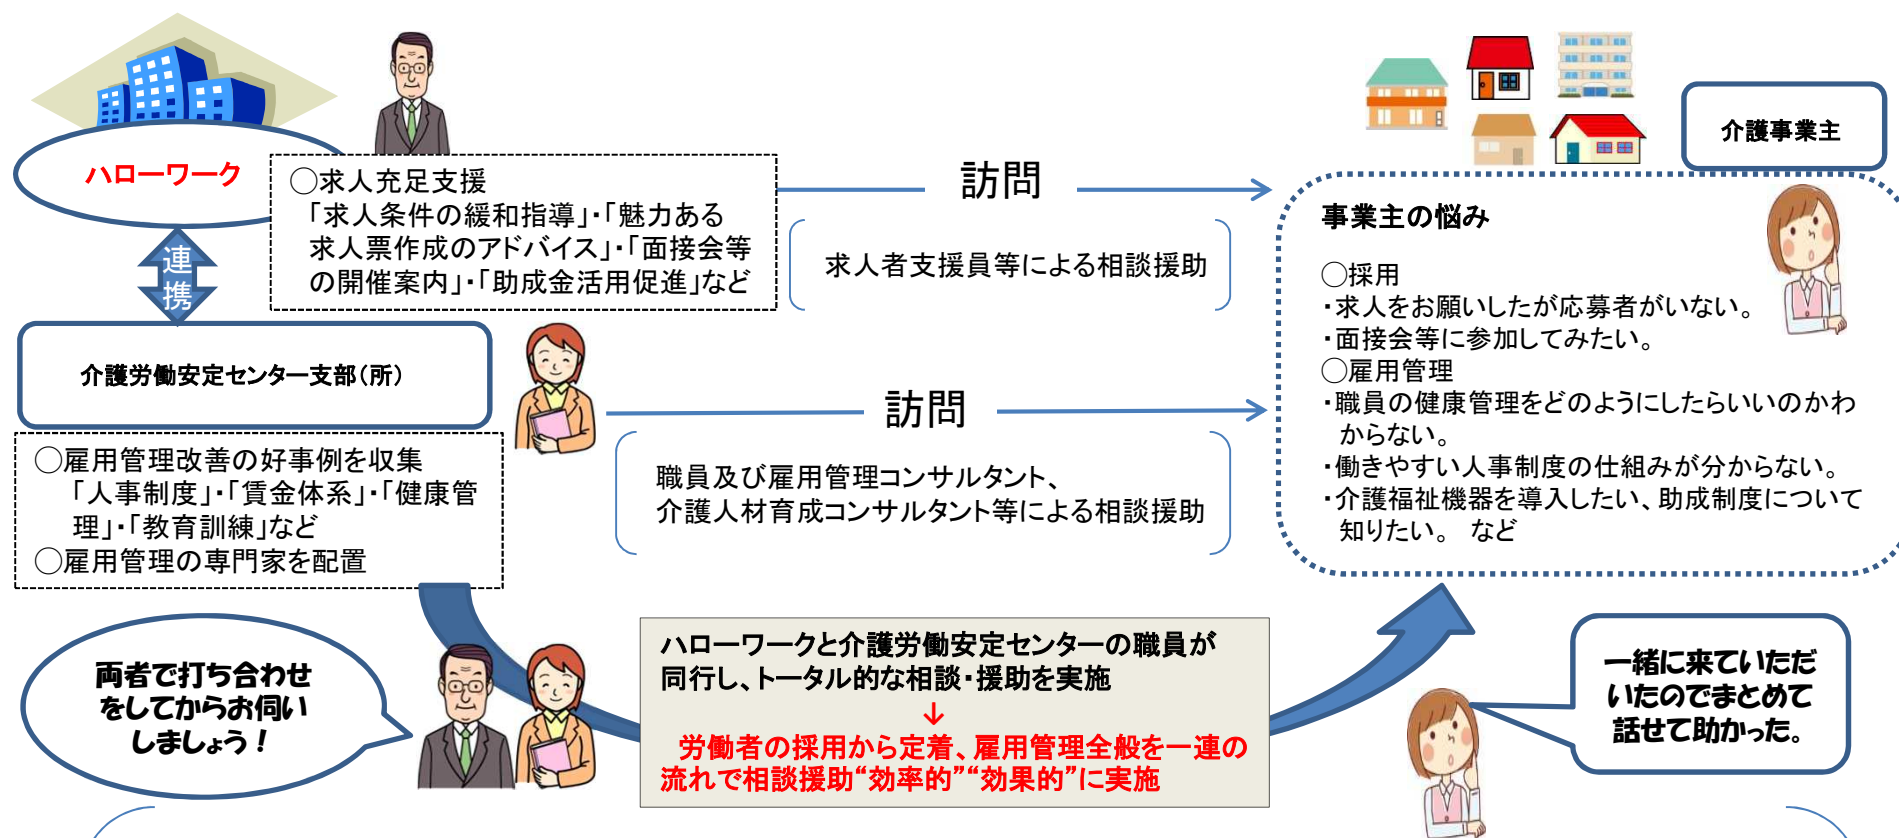 ハローワーク
○求人充足支援
「求人条件の緩和指導」・「魅力ある
求人票作成のアドバイス」・「面接会等
の開催案内」・「助成金活用促進」など
訪問
求人者支援員等による相談援助
介護事業主
事業主の悩み
○採用
・求人をお願いしたが応募者がいない。
・面接会等に参加してみたい。
○雇用管理
・職員の健康管理をどのようにしたらいいのかわ
からない。
・働きやすい人事制度の仕組みが分からない。
・介護福祉機器を導入したい、助成制度について
知りたい。 など
連
携
介護労働安定センター支部(所)
○雇用管理改善の好事例を収集
「人事制度」・「賃金体系」・「健康管
理」・「教育訓練」など
○雇用管理の専門家を配置
訪問
職員及び雇用管理コンサルタント、
介護人材育成コンサルタント等による相談援助
両者で打ち合わせ
をしてからお伺い
しましょう!
ハローワークと介護労働安定センターの職員が
同行し、トータル的な相談・援助を実施
↓
労働者の採用から定着、雇用管理全般を一連の
流れで相談援助“効率的”“効果的”に実施
一緒に来ていただ
いたのでまとめて
話せて助かった。